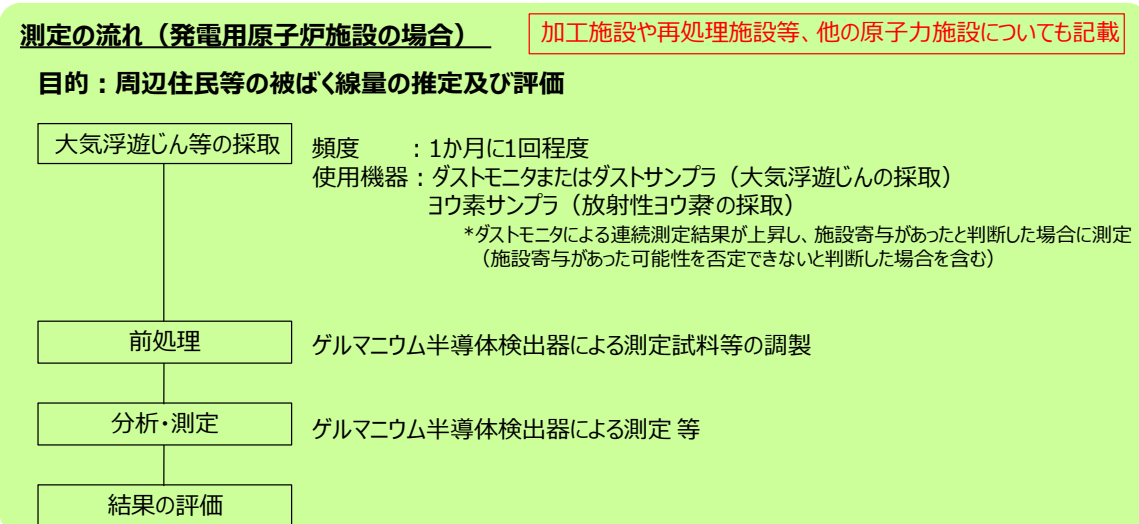 測定の流れ（発電用原子炉施設の場合）
加工施設や再処理施設等、他の原子力施設についても記載
目的：周辺住民等の被ばく線量の推定及び評価
大気浮遊じん等の採取
頻度　　：1か月に1回程度
使用機器：ダストモニタまたはダストサンプラ（大気浮遊じんの採取）
ヨウ素サンプラ（放射性ヨウ素*の採取）
*ダストモニタによる連続測定結果が上昇し、施設寄与があったと判断した場合に測定
（施設寄与があった可能性を否定できないと判断した場合を含む）
前処理
ゲルマニウム半導体検出器による測定試料等の調製
分析・測定
ゲルマニウム半導体検出器による測定 等
結果の評価